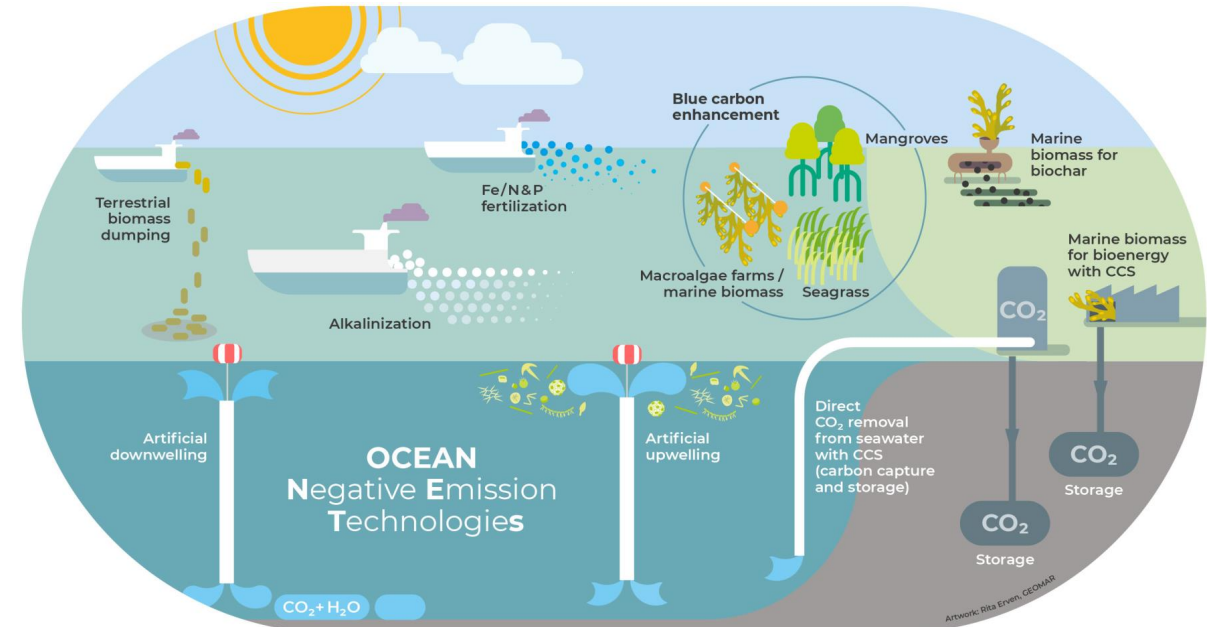 Blue carbon
enhancement
Mangroves
Marine
biomass for
biochar
Terrestrial
biomass
dumping
Fe/N&P
fertilization
Macroalgae farms /
marine biomass
Seagrass
Marine biomass
for bioenergy
with CCS
Alkalinization
CO₂
Artificial
downwelling
OCEAN
Negative Emission
Technologies
Artificial
upwelling
Direct
CO₂ removal
from seawater
with CCS
(carbon capture
and storage)
CO₂
Storage
CO₂
Storage
CO₂+H₂O
Artwork: Rita Erven, GEOMAR